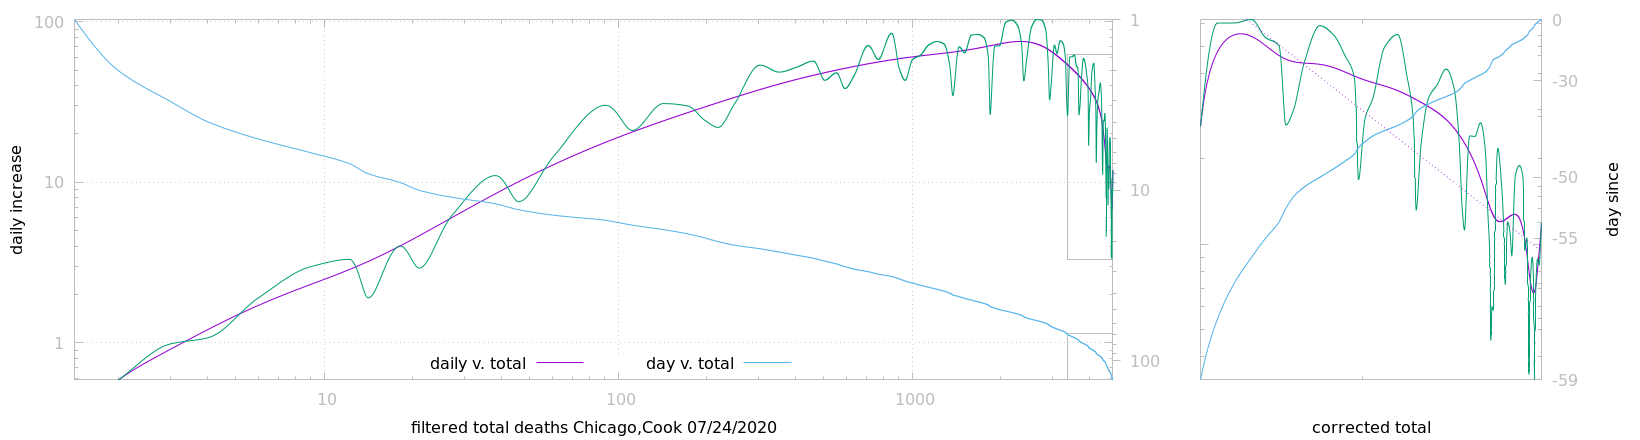 100
10
1
daily increase
10
100
1000
1
10
100
daily v. total
day v. total
filtered total deaths Chicago,Cook 07/24/2020
0
-30
-50
-55
-59
day since
corrected total